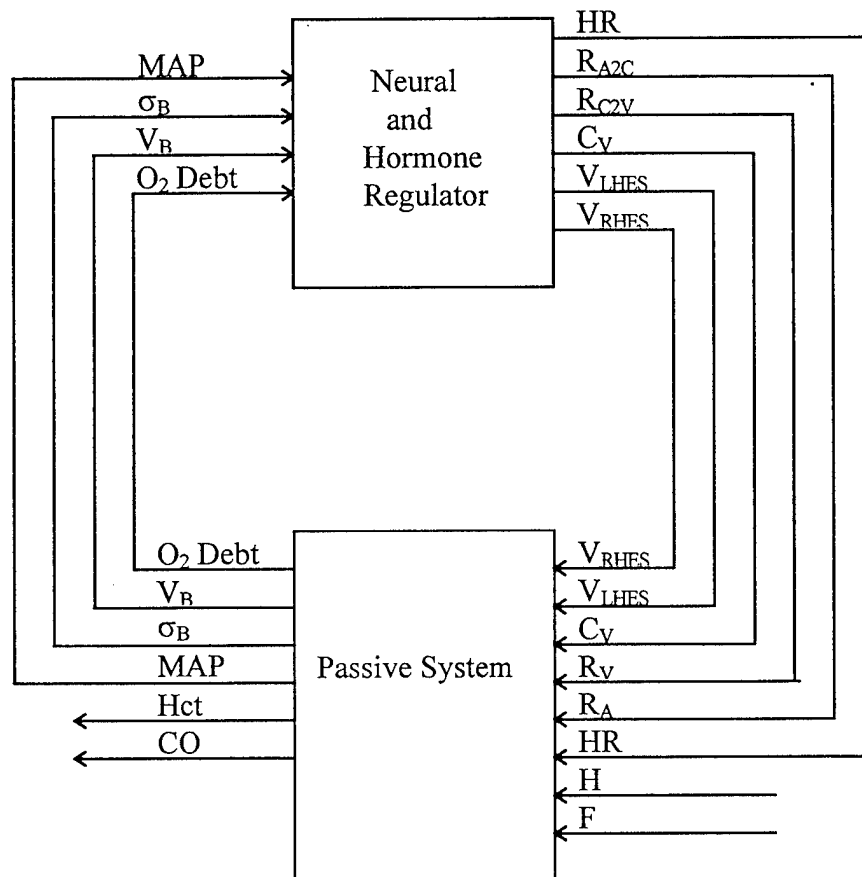 HR
MAP
R_A2C
σ_B
R_C2V
V_B
C_V
O₂ Debt
V_LHES
V_RHES
Neural
and
Hormone
Regulator
O₂ Debt
V_RHES
V_B
V_LHES
σ_B
C_V
MAP
Passive System
R_V
Hct
R_A
CO
HR
H
F